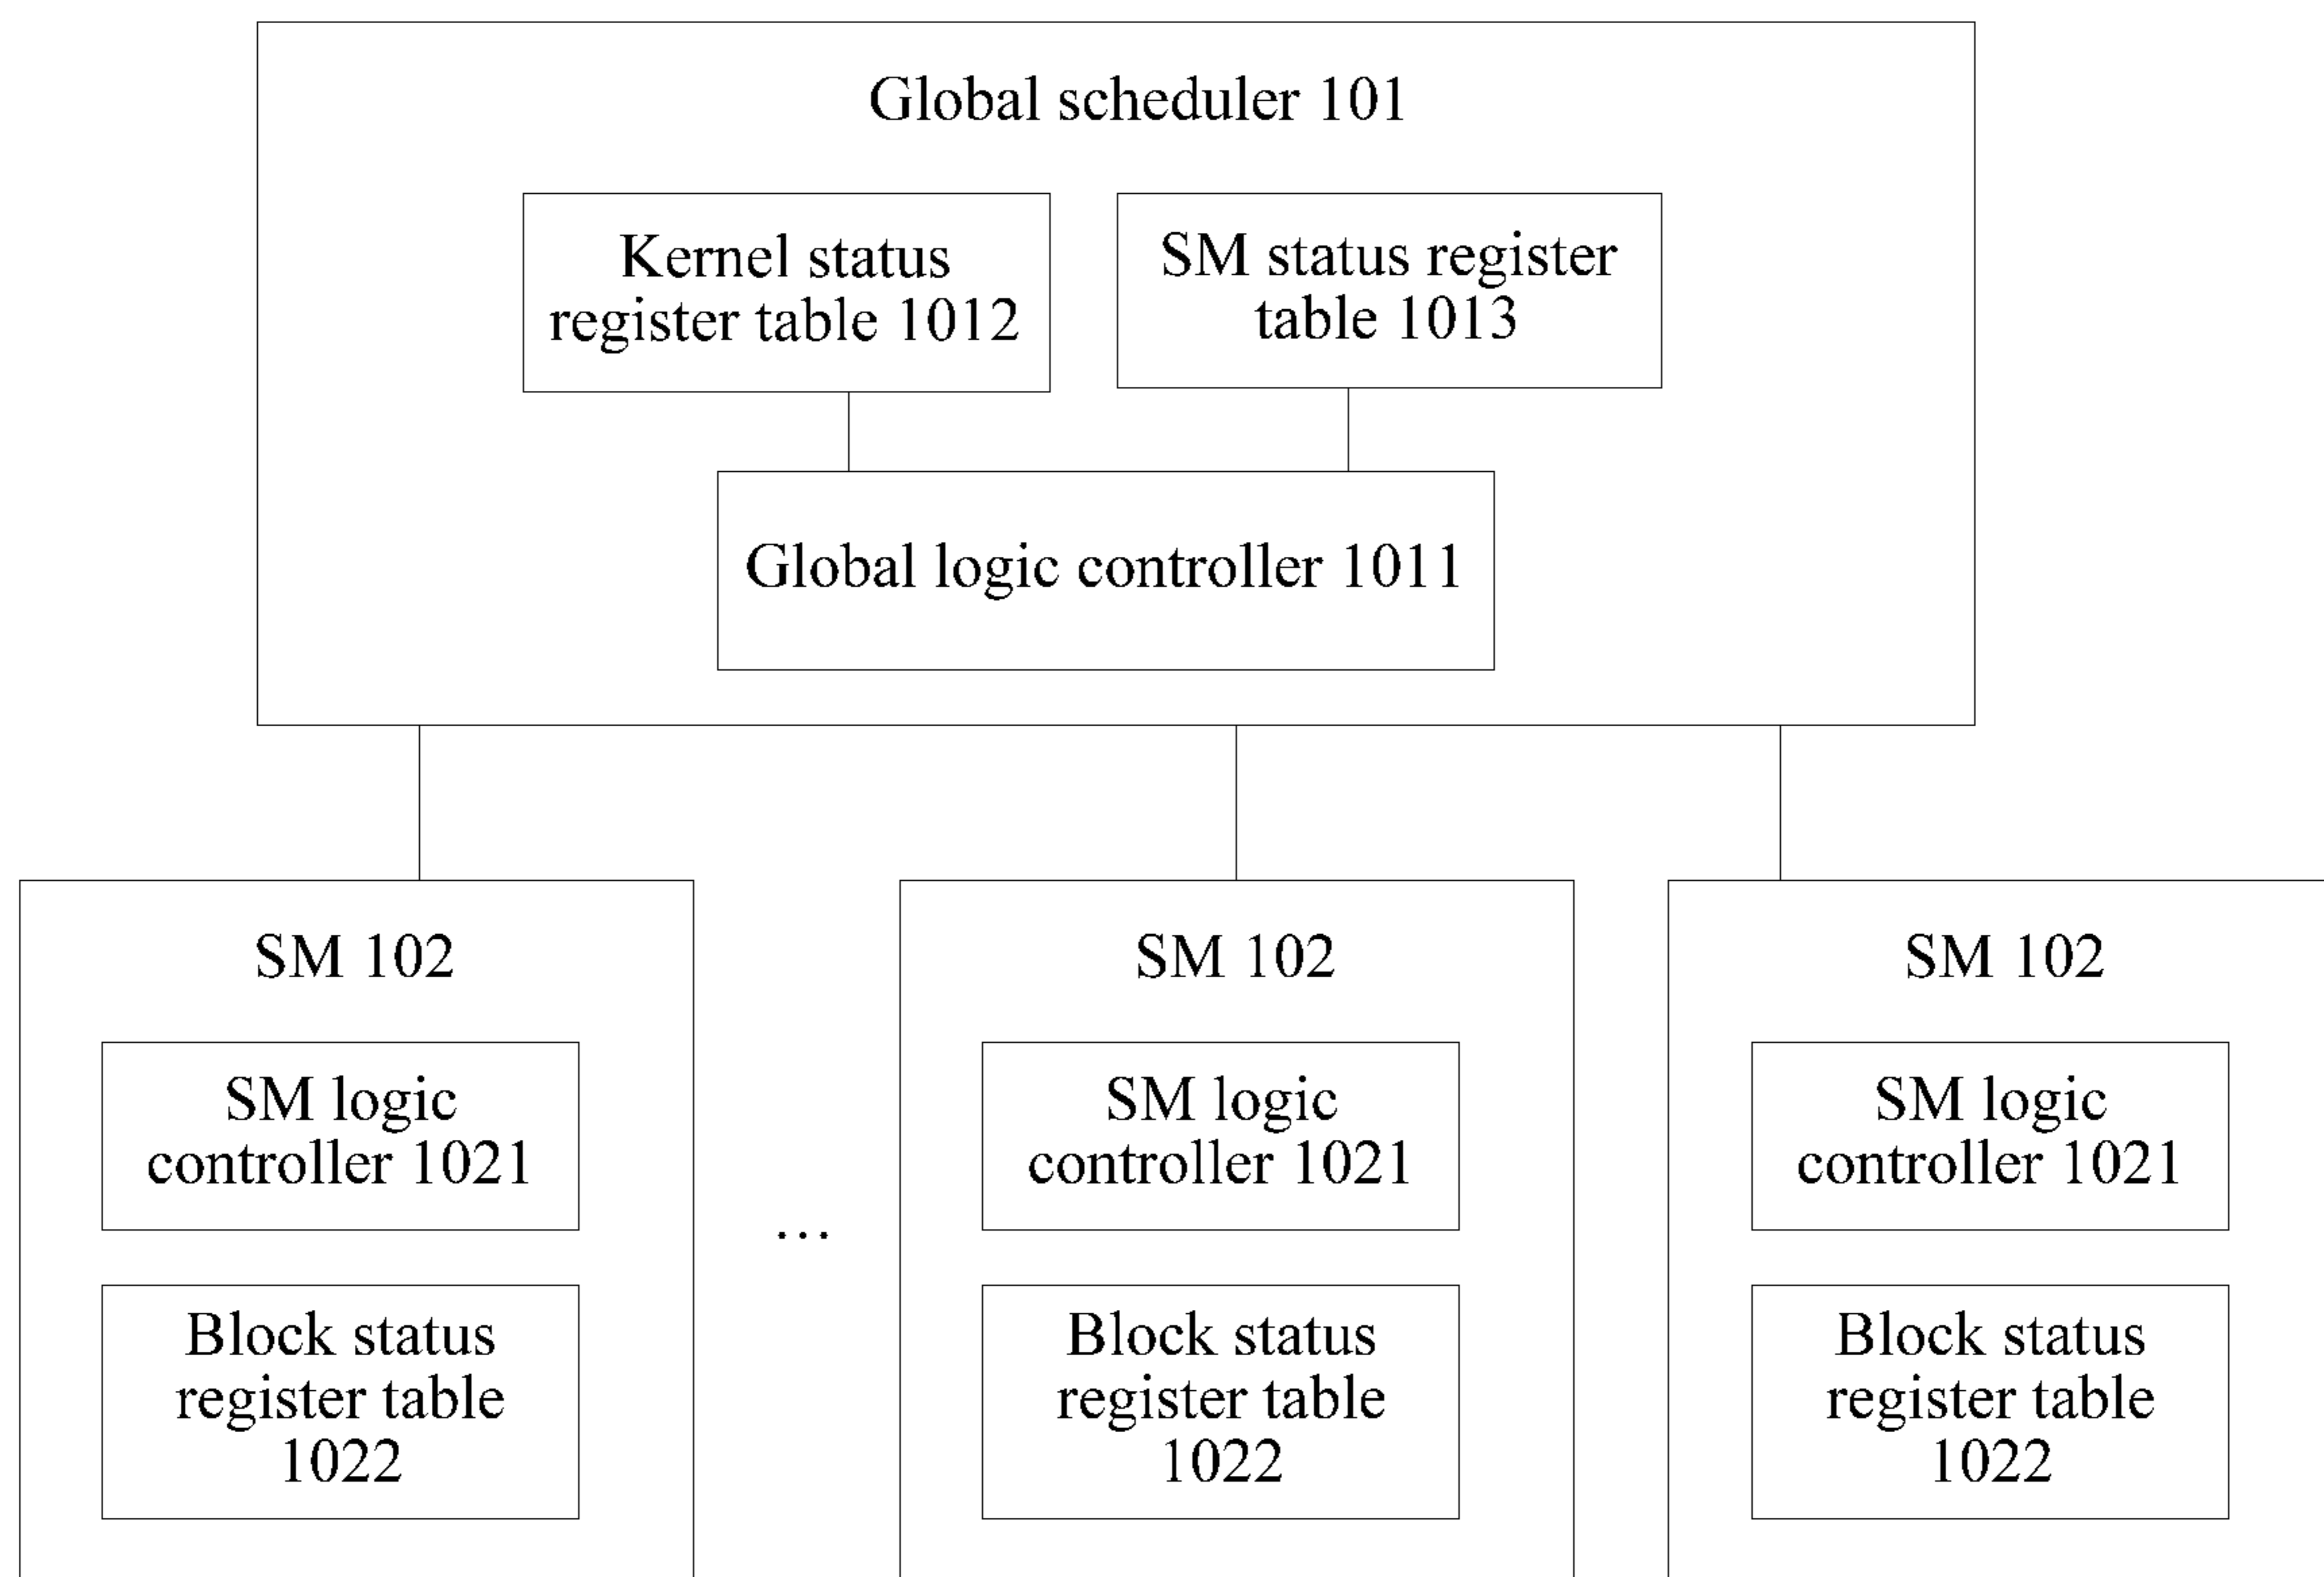 Global scheduler 101
Kernel status
register table 1012
SM status register
table 1013
Global logic controller 1011
SM 102
SM logic
controller 1021
Block status
register table
1022
...
SM 102
SM logic
controller 1021
Block status
register table
1022
SM 102
SM logic
controller 1021
Block status
register table
1022